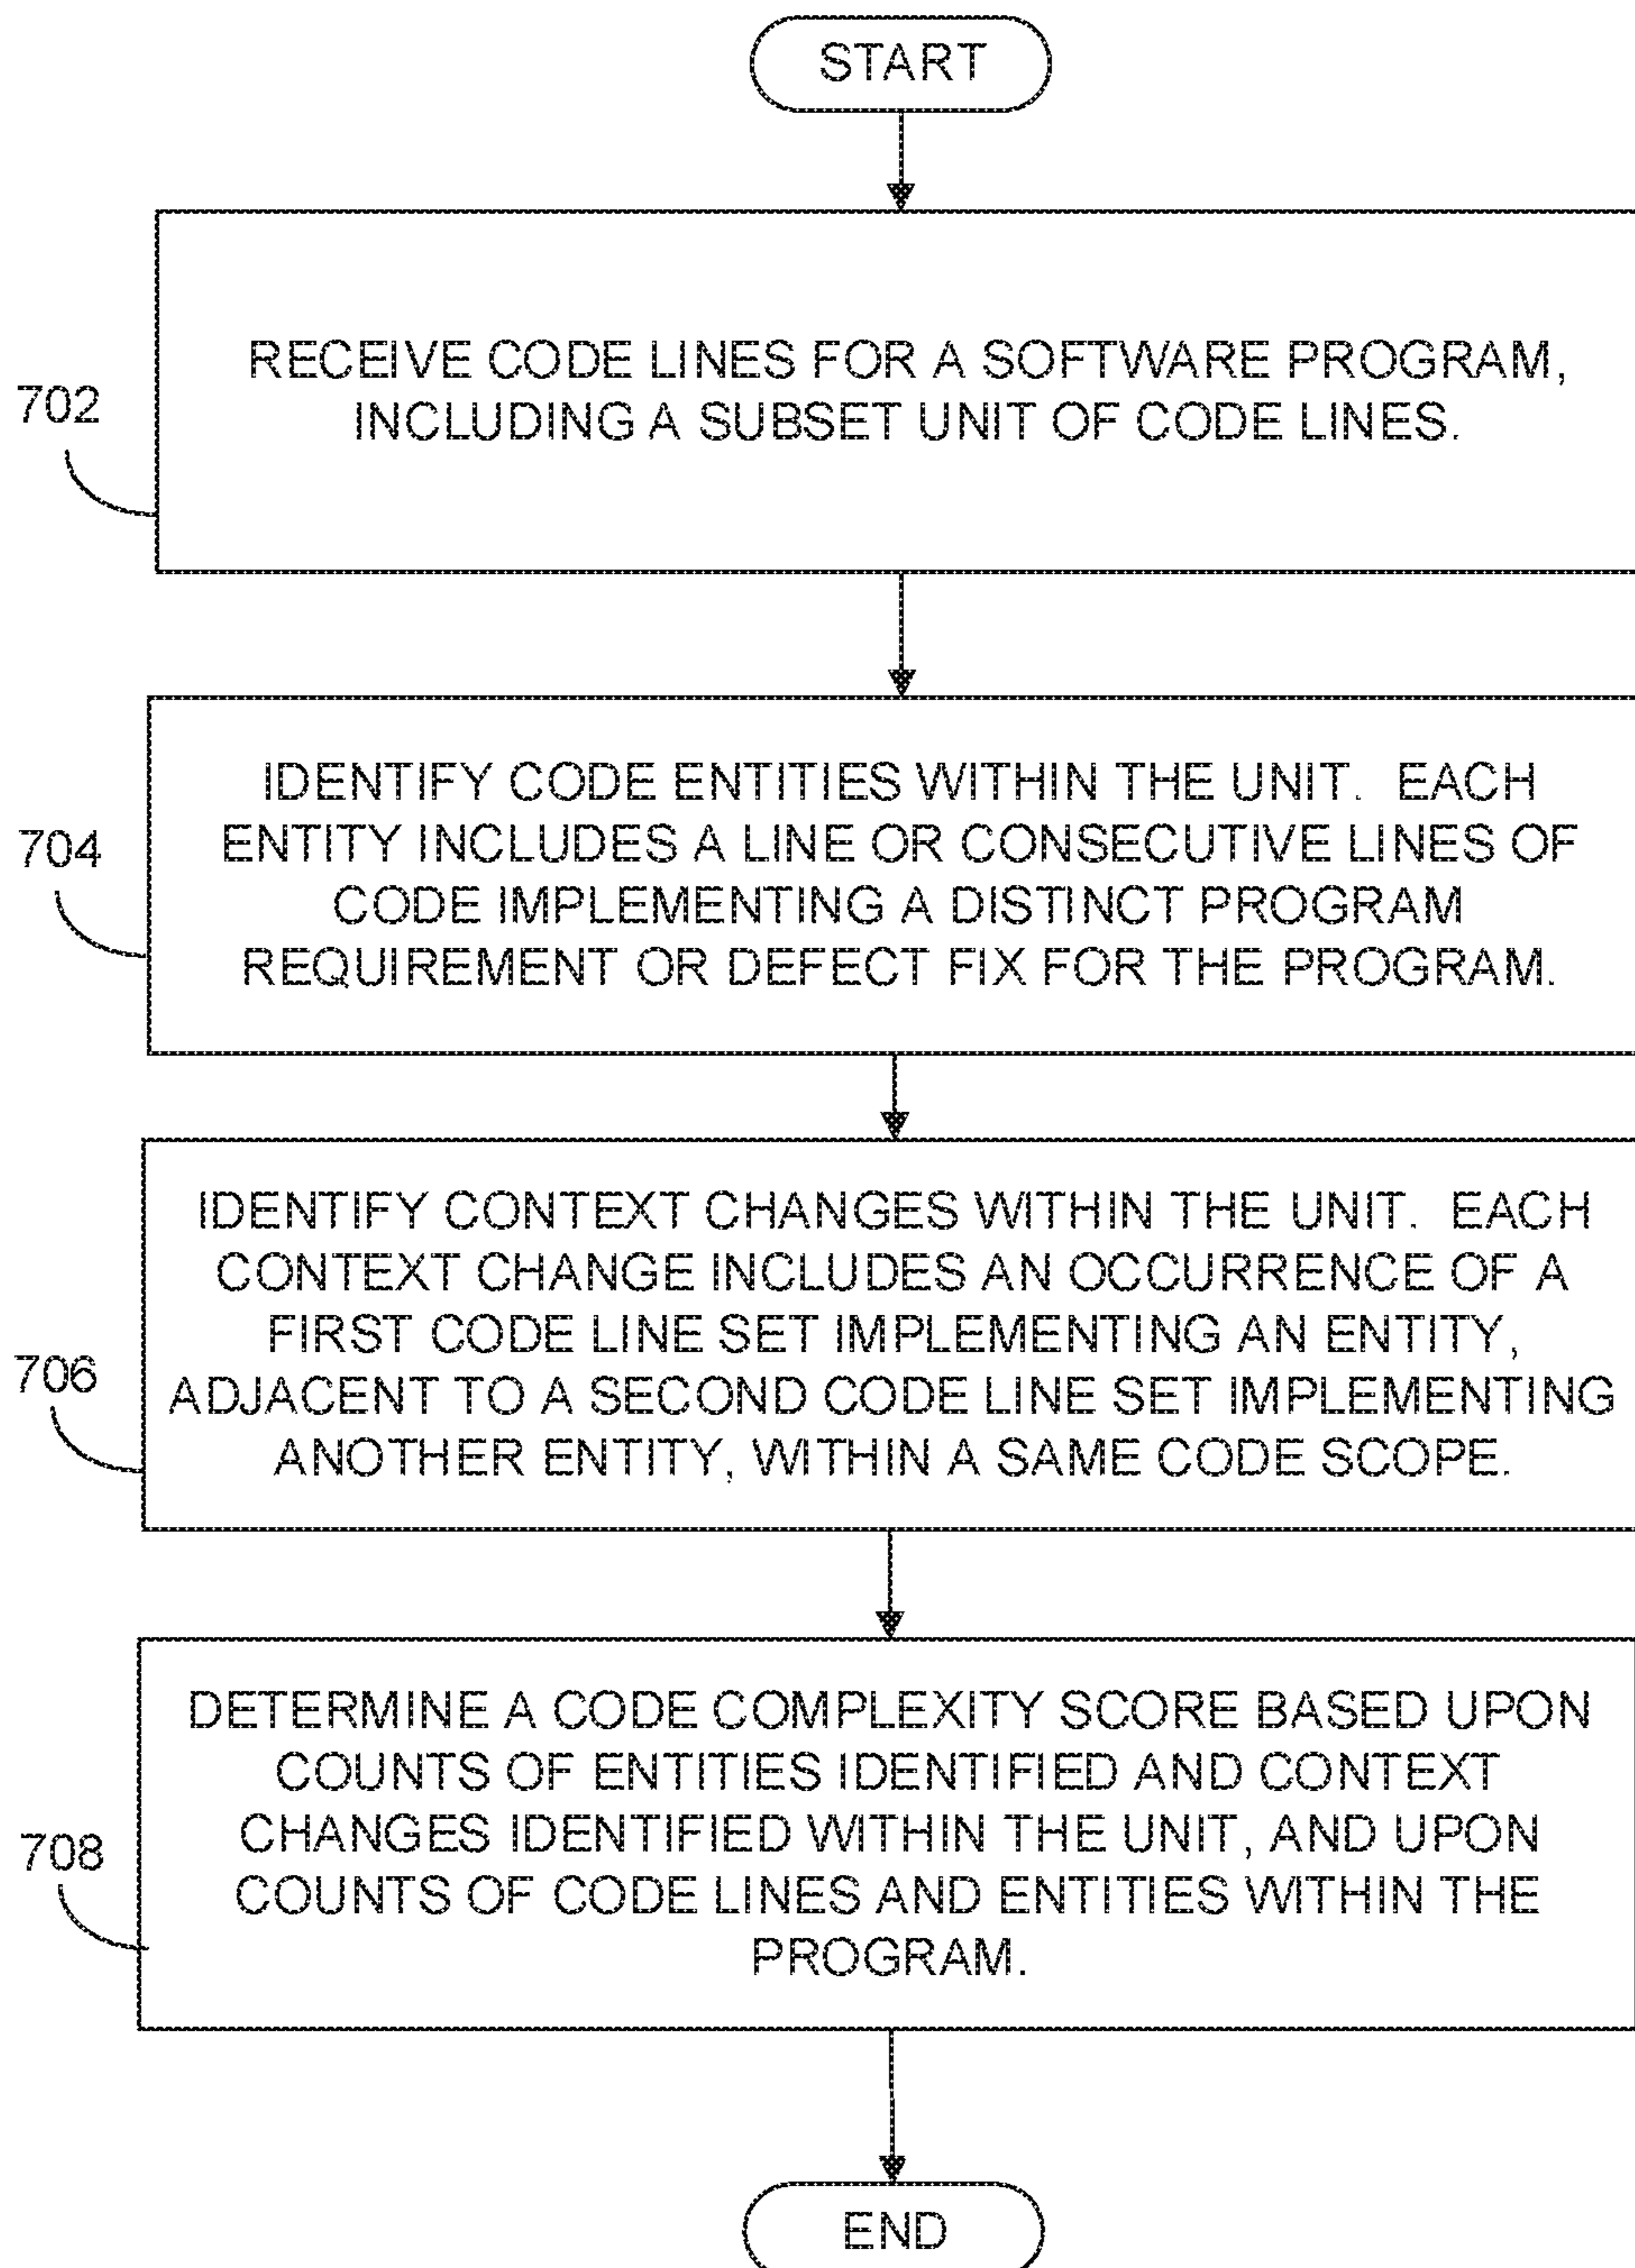 START
702
RECEIVE CODE LINES FOR A SOFTWARE PROGRAM,
INCLUDING A SUBSET UNIT OF CODE LINES.
704
IDENTIFY CODE ENTITIES WITHIN THE UNIT. EACH
ENTITY INCLUDES A LINE OR CONSECUTIVE LINES OF
CODE IMPLEMENTING A DISTINCT PROGRAM
REQUIREMENT OR DEFECT FIX FOR THE PROGRAM.
706
IDENTIFY CONTEXT CHANGES WITHIN THE UNIT. EACH
CONTEXT CHANGE INCLUDES AN OCCURRENCE OF A
FIRST CODE LINE SET IMPLEMENTING AN ENTITY,
ADJACENT TO A SECOND CODE LINE SET IMPLEMENTING
ANOTHER ENTITY, WITHIN A SAME CODE SCOPE.
708
DETERMINE A CODE COMPLEXITY SCORE BASED UPON
COUNTS OF ENTITIES IDENTIFIED AND CONTEXT
CHANGES IDENTIFIED WITHIN THE UNIT, AND UPON
COUNTS OF CODE LINES AND ENTITIES WITHIN THE
PROGRAM.
END